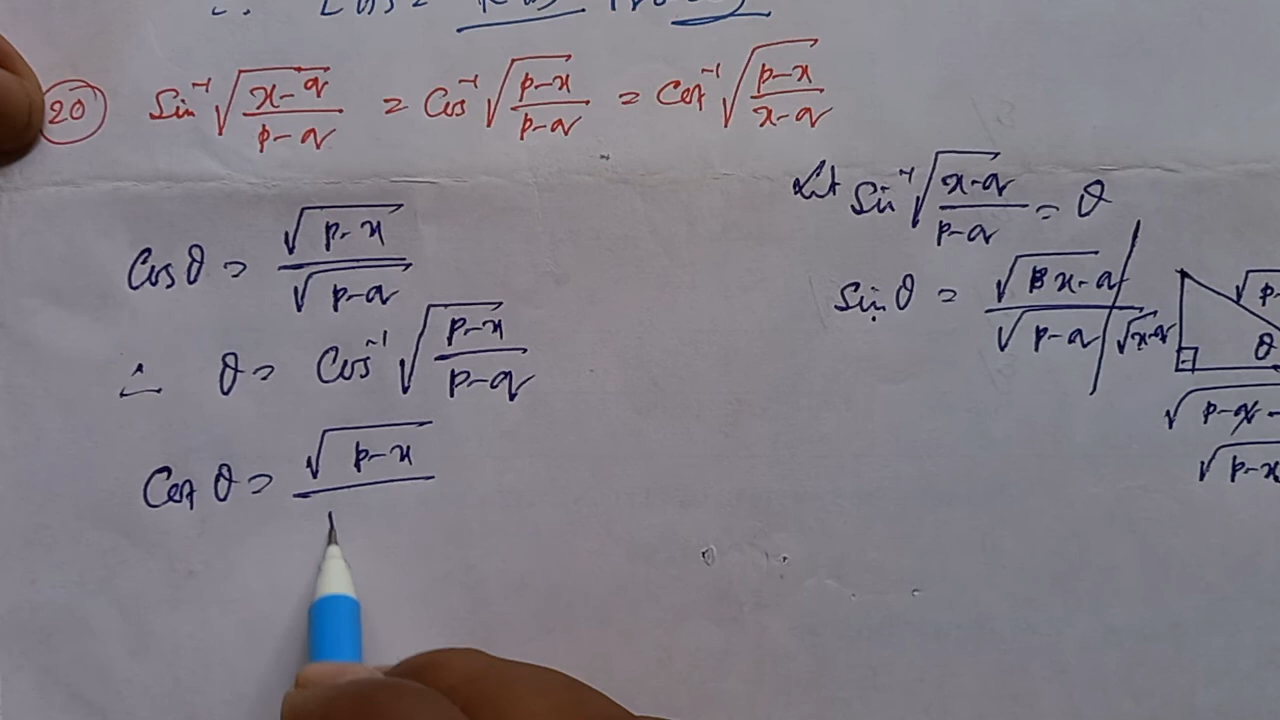 (20) Sin⁻¹ √(x-q)/(p-q) = Cos⁻¹ √(p-x)/(p-q) = Cot⁻¹ √(p-x)/(x-q)
Let Sin⁻¹ √(x-q)/(p-q) = θ
Cos θ = √(p-x)/√(p-q)
Sin θ = √(x-q)/√(p-q)
√x-q
√p-
θ
∴ θ = Cos⁻¹ √(p-x)/(p-q)
√p-q-
√p-x
Cot θ = √(p-x)